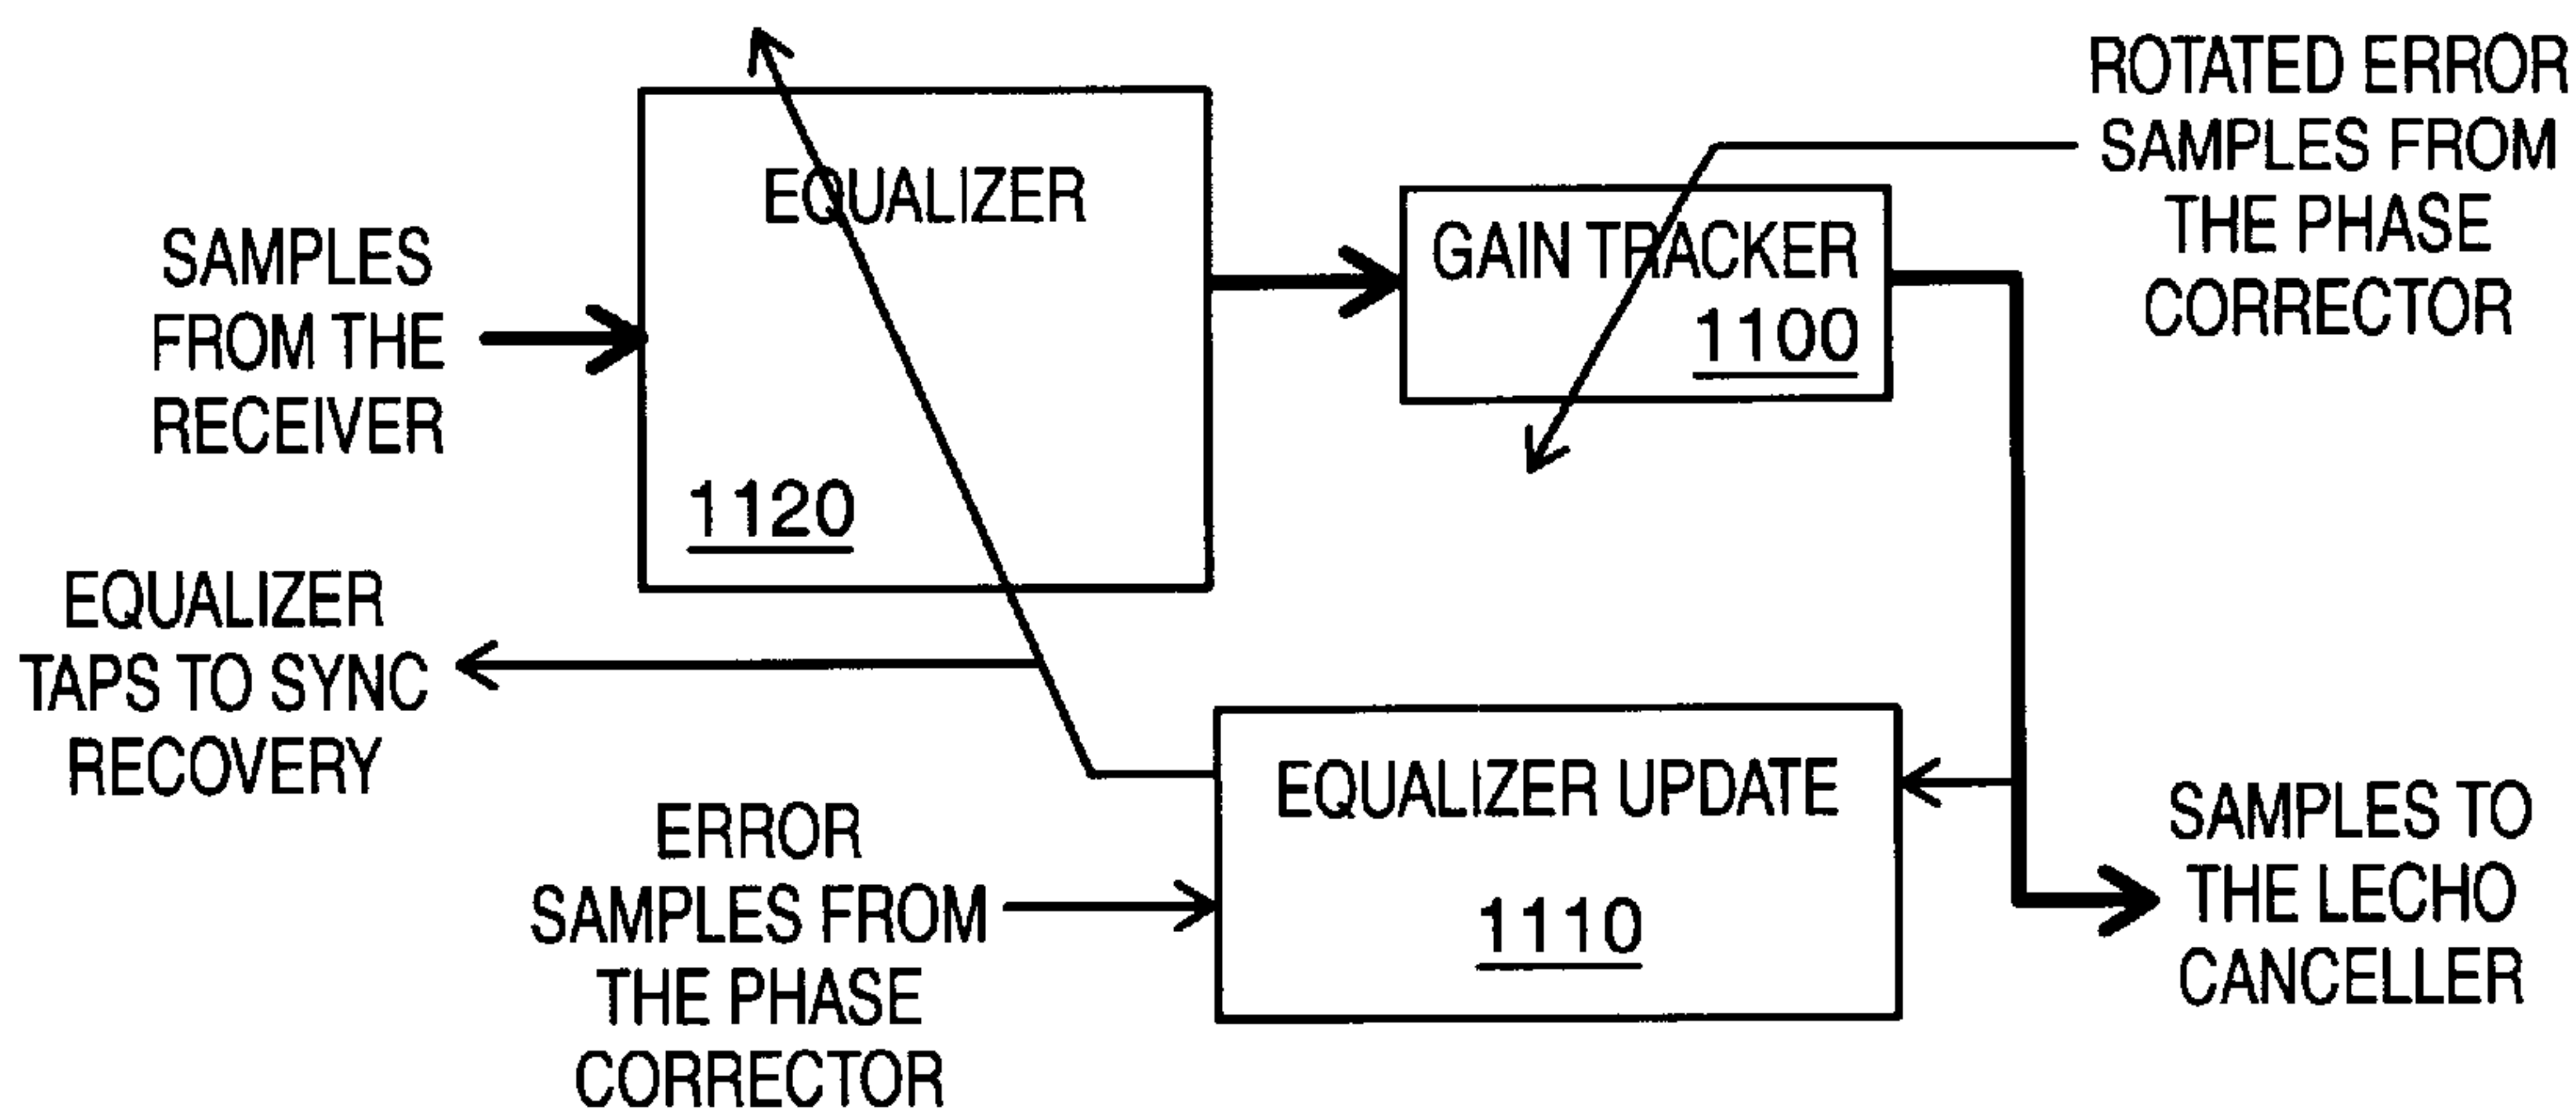 SAMPLES
FROM THE
RECEIVER
EQUALIZER
1120
GAIN TRACKER
1100
ROTATED ERROR
SAMPLES FROM
THE PHASE
CORRECTOR
EQUALIZER
TAPS TO SYNC
RECOVERY
ERROR
SAMPLES FROM
THE PHASE
CORRECTOR
EQUALIZER UPDATE
1110
SAMPLES TO
THE LECHO
CANCELLER